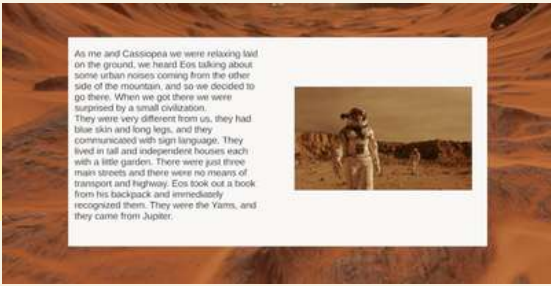 As me and Cassiopea we were relaxing laid
on the ground, we heard Eos talking about
some urban noises coming from the other
side of the mountain, and so we decided to
go there. When we got there we were
surprised by a small civilization.
They were very different from us, they had
blue skin and long legs, and they
communicated with sign language. They
lived in tall and independent houses each
with a little garden. There were just three
main streets and there were no means of
transport and highway. Eos took out a book
from his backpack and immediately
recognized them. They were the Yams, and
they came from Jupiter.